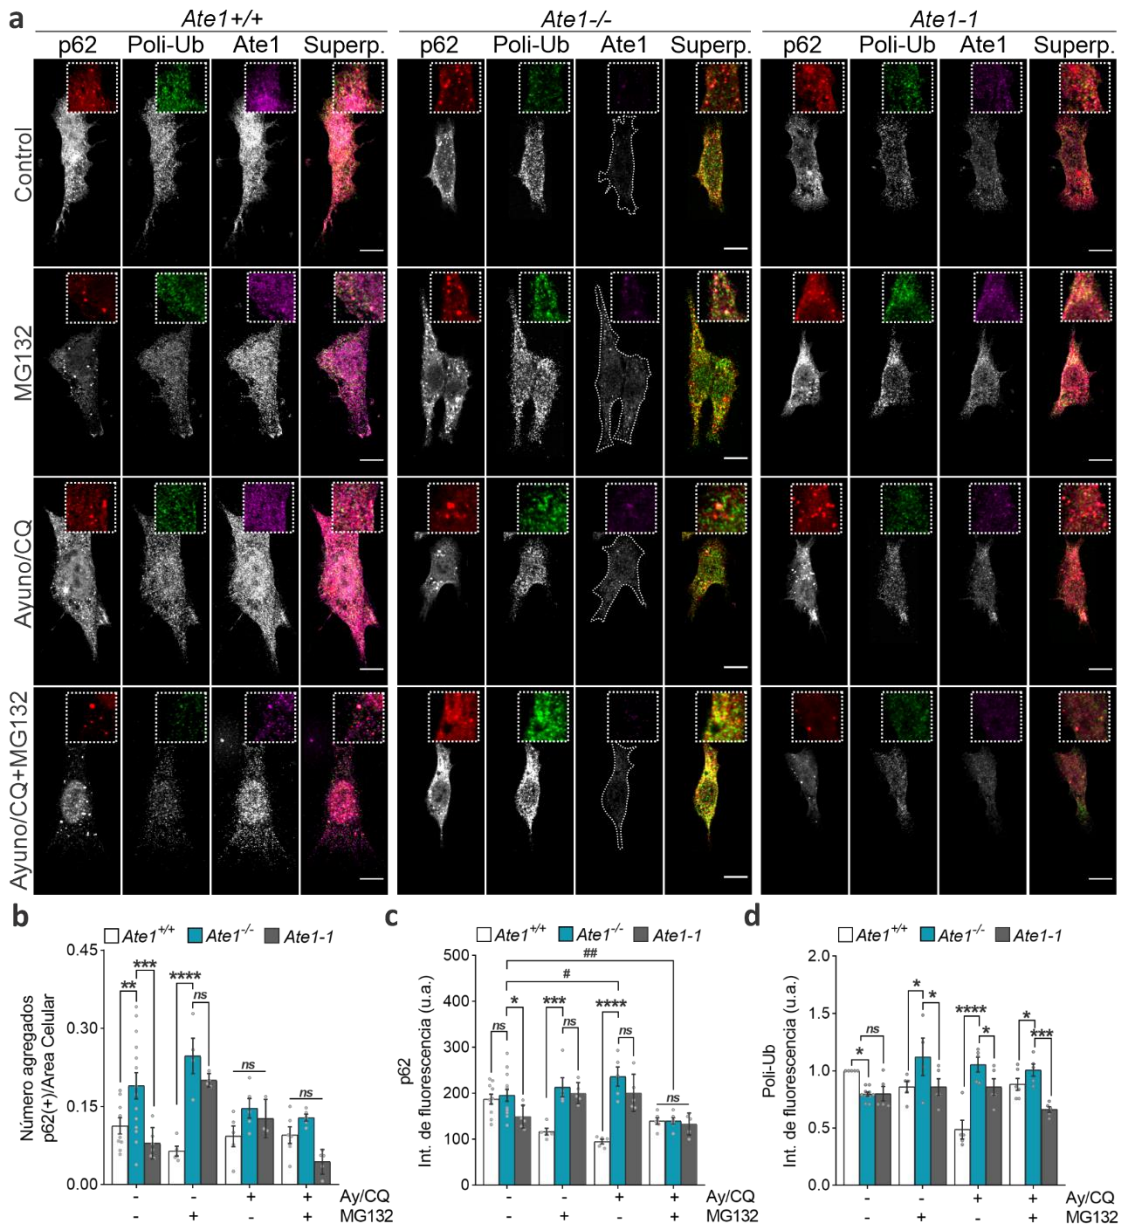 a
Ate1+/+
Ate1-/-
Ate1-1
p62 Poli-Ub Ate1 Superp.
p62 Poli-Ub Ate1 Superp.
p62 Poli-Ub Ate1 Superp.
Control
MG132
Ayuno/CQ
Ayuno/CQ+MG132
b
Ate1+/+ Ate1-/- Ate1-1
Número agregados
p62(+)/Area Celular
0.45
0.30
0.15
0.00
** *** **** ns ns ns
- - + + Ay/CQ
- + - + MG132
c
Ate1+/+ Ate1-/- Ate1-1
p62
Int. de fluorescencia (u.a.)
500
400
300
200
100
0
##
#
ns * *** ns **** ns ns
- - + + Ay/CQ
- + - + MG132
d
Ate1+/+ Ate1-/- Ate1-1
Poli-Ub
Int. de fluorescencia (u.a.)
2.0
1.5
1.0
0.5
0.0
* ns * * **** * * ***
- - + + Ay/CQ
- + - + MG132